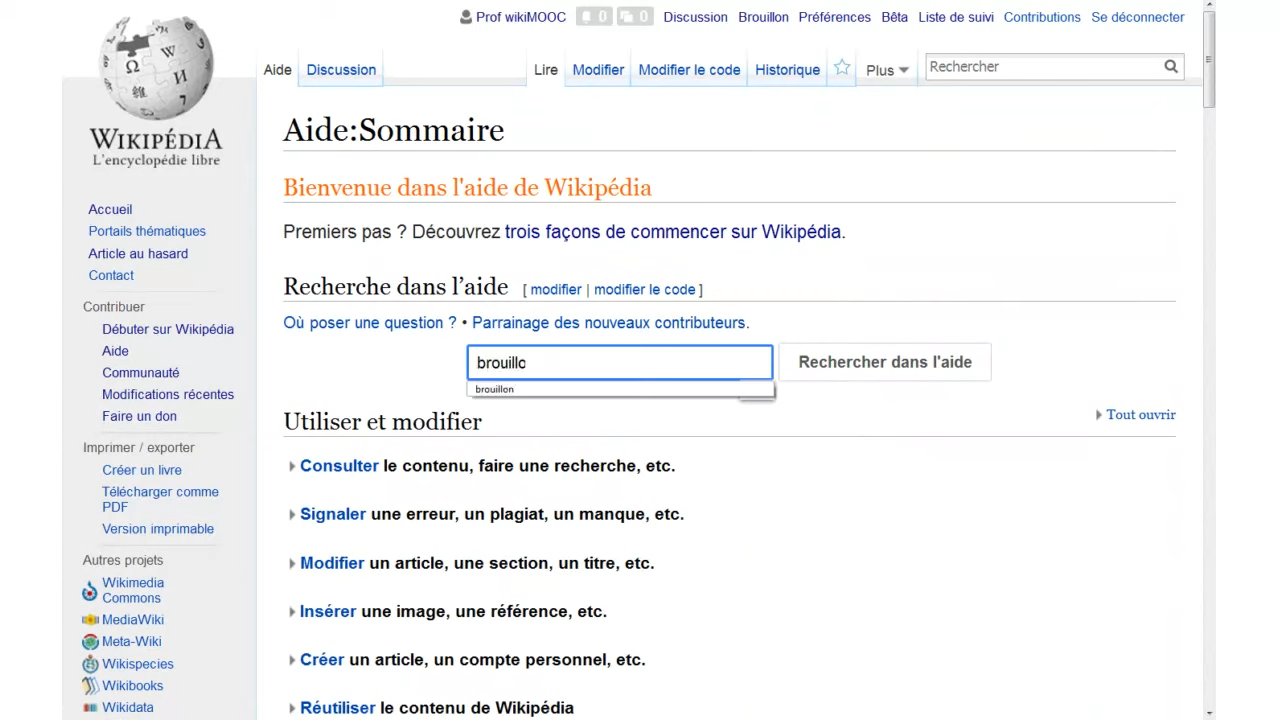 Prof wikiMOOC 0 0 Discussion Brouillon Préférences Bêta Liste de suivi Contributions Se déconnecter
Aide Discussion Lire Modifier Modifier le code Historique Plus Rechercher
WIKIPÉDIA
L'encyclopédie libre
Accueil
Portails thématiques
Article au hasard
Contact
Contribuer
Débuter sur Wikipédia
Aide
Communauté
Modifications récentes
Faire un don
Imprimer / exporter
Créer un livre
Télécharger comme
PDF
Version imprimable
Autres projets
Wikimedia
Commons
MediaWiki
Meta-Wiki
Wikispecies
Wikibooks
Wikidata
Aide:Sommaire
Bienvenue dans l'aide de Wikipédia
Premiers pas ? Découvrez trois façons de commencer sur Wikipédia.
Recherche dans l’aide [ modifier | modifier le code ]
Où poser une question ? • Parrainage des nouveaux contributeurs.
brouillo Rechercher dans l'aide
brouillon
Utiliser et modifier Tout ouvrir
Consulter le contenu, faire une recherche, etc.
Signaler une erreur, un plagiat, un manque, etc.
Modifier un article, une section, un titre, etc.
Insérer une image, une référence, etc.
Créer un article, un compte personnel, etc.
Réutiliser le contenu de Wikipédia